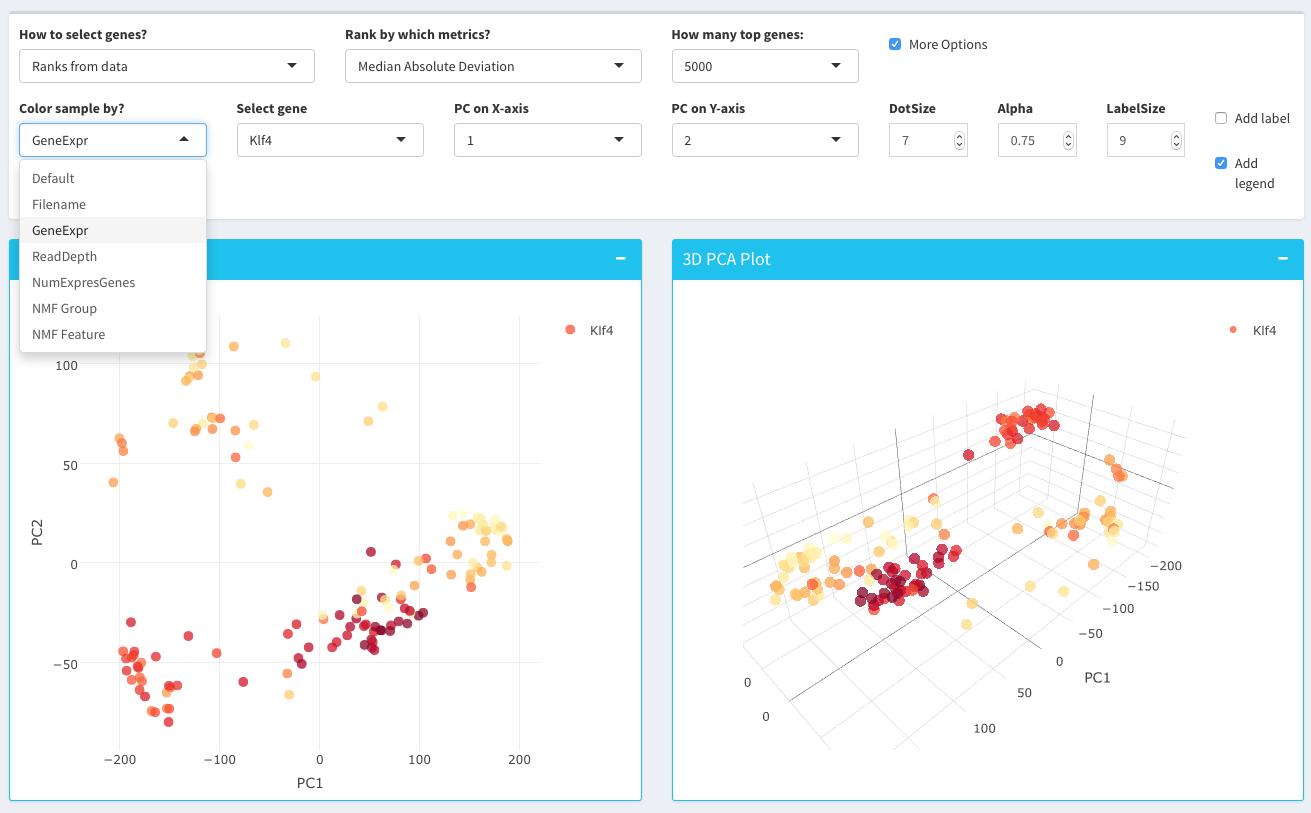 How to select genes?
Rank by which metrics?
How many top genes:
Ranks from data
Median Absolute Deviation
5000
More Options
Color sample by?
Select gene
PC on X-axis
PC on Y-axis
DotSize
Alpha
LabelSize
GeneExpr
Klf4
1
2
7
0.75
9
Add label
Add
legend
Default
Filename
GeneExpr
ReadDepth
NumExpresGenes
NMF Group
NMF Feature
3D PCA Plot
Klf4
100
50
0
−50
PC2
−200
−100
0
100
200
PC1
Klf4
−200
−150
−100
−50
0
PC1
50
100
0
0